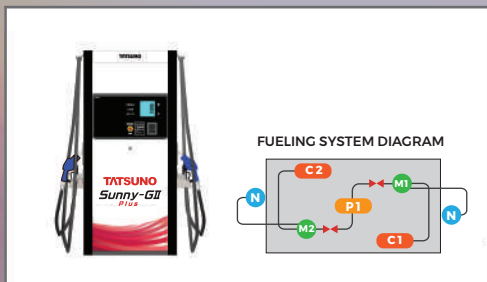 TATSUNO
TATSUNO
Sunny-GII
Plus
FUELING SYSTEM DIAGRAM
C2
M1
N
P1
N
M2
C1